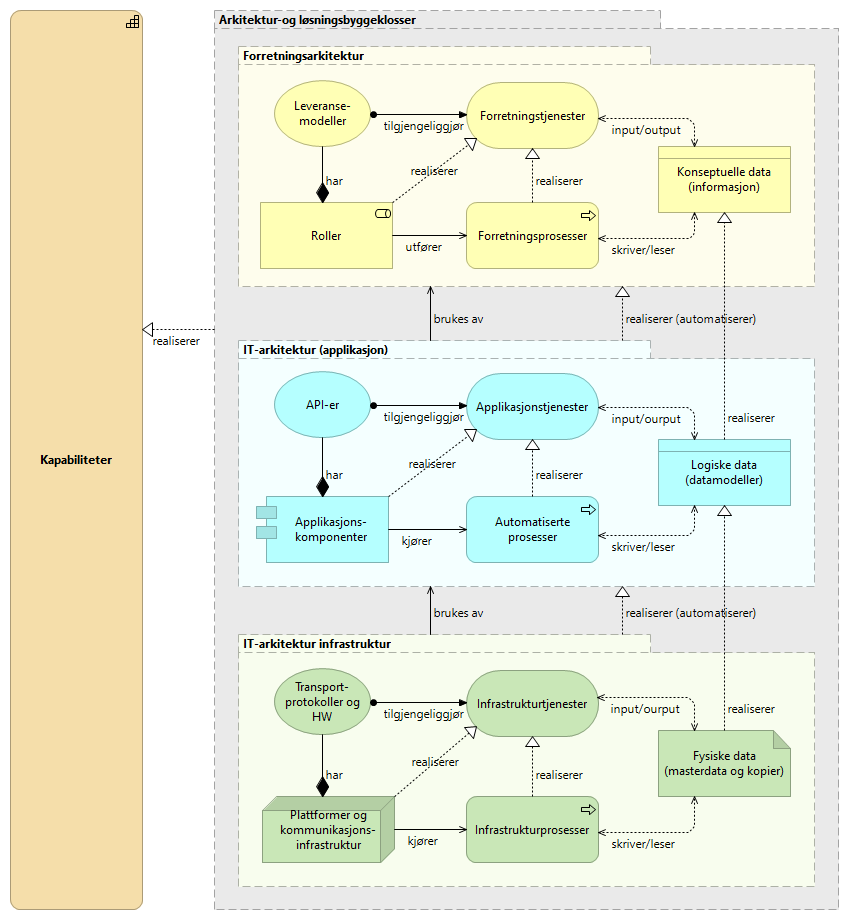 Arkitektur-og løsningsbyggeklosser
Kapabiliteter
realiserer
Forretningsarkitektur
Leveranse-
modeller
tilgjengeliggjør
Forretningstjenester
input/output
har
realiserer
realiserer
Konseptuelle data
(informasjon)
Roller
utfører
Forretningsprosesser
skriver/leser
brukes av
realiserer (automatiserer)
IT-arkitektur (applikasjon)
API-er
tilgjengeliggjør
Applikasjonstjenester
input/ourput
realiserer
har
realiserer
realiserer
Logiske data
(datamodeller)
Applikasjons-
komponenter
kjører
Automatiserte
prosesser
skriver/leser
brukes av
realiserer (automatiserer)
IT-arkitektur infrastruktur
Transport-
protokoller og
HW
tilgjengeliggjør
Infrastrukturtjenester
input/ourput
realiserer
har
realiserer
realiserer
Fysiske data
(masterdata og kopier)
Plattformer og
kommunikasjons-
infrastruktur
kjører
Infrastrukturprosesser
skriver/leser